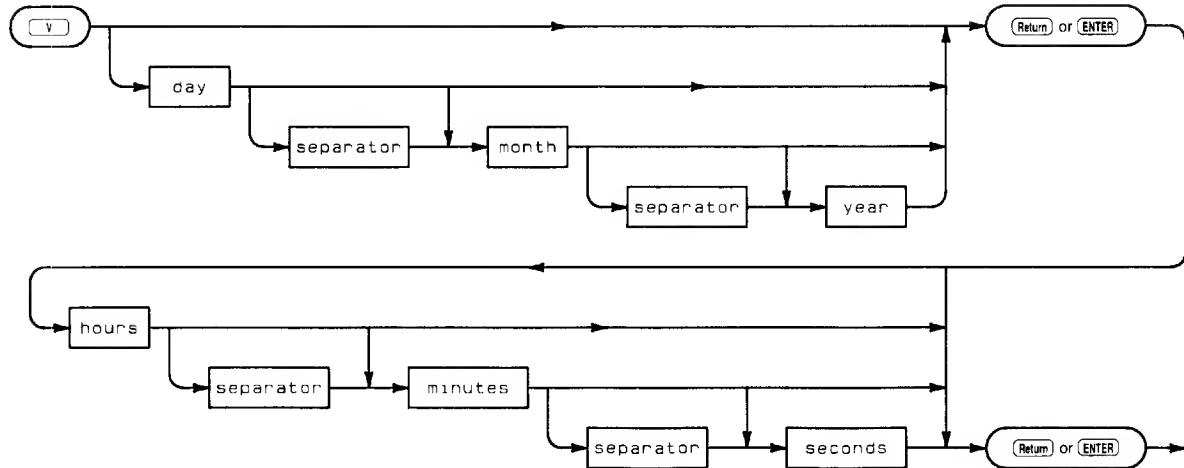 V
Return or ENTER
day
separator
month
separator
year
hours
separator
minutes
separator
seconds
Return or ENTER